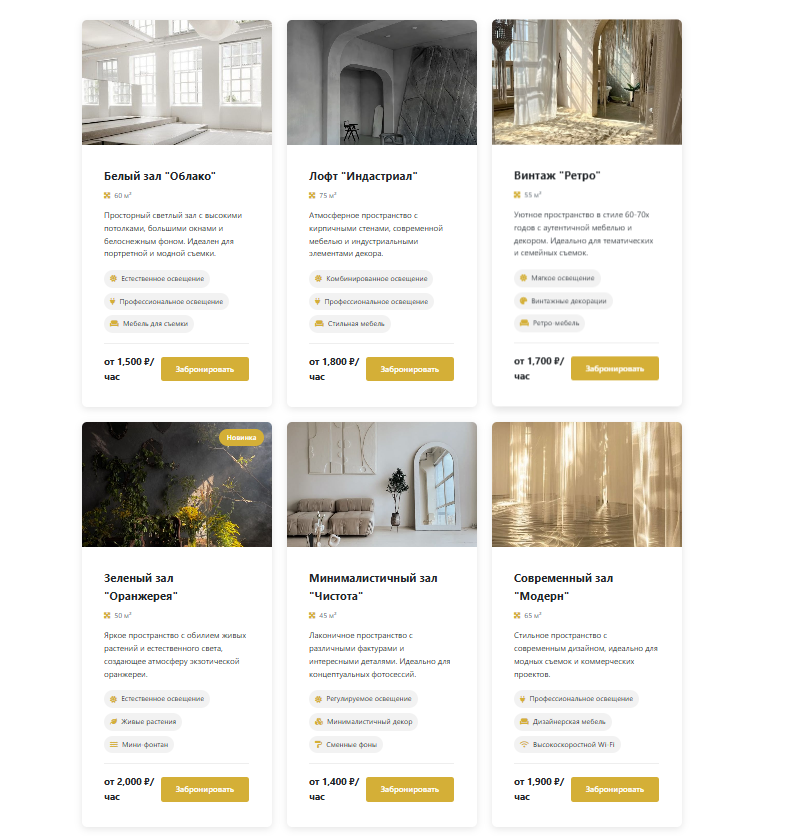 Белый зал "Облако"
60 м²
Просторный светлый зал с высокими
потолками, большими окнами и
белоснежным фоном. Идеален для
портретной и модной съемки.
Естественное освещение
Профессиональное освещение
Мебель для съемки
от 1,500 ₽/
час
Забронировать
Лофт "Индастриал"
75 м²
Атмосферное пространство с
кирпичными стенами, современной
мебелью и индустриальными
элементами декора.
Комбинированное освещение
Профессиональное освещение
Стильная мебель
от 1,800 ₽/
час
Забронировать
Винтаж "Ретро"
55 м²
Уютное пространство в стиле 60-70х
годов с аутентичной мебелью и
декором. Идеально для тематических
и семейных съемок.
Мягкое освещение
Винтажные декорации
Ретро-мебель
от 1,700 ₽/
час
Забронировать
Новинка
Зеленый зал
"Оранжерея"
50 м²
Яркое пространство с обилием живых
растений и естественного света,
создающее атмосферу экзотической
оранжереи.
Естественное освещение
Живые растения
Мини-фонтан
от 2,000 ₽/
час
Забронировать
Минималистичный зал
"Чистота"
45 м²
Лаконичное пространство с
различными фактурами и
интересными деталями. Идеально для
концептуальных фотосессий.
Регулируемое освещение
Минималистичный декор
Сменные фоны
от 1,400 ₽/
час
Забронировать
Современный зал
"Модерн"
65 м²
Стильное пространство с
современным дизайном, идеально для
модных съемок и коммерческих
проектов.
Профессиональное освещение
Дизайнерская мебель
Высокоскоростной Wi-Fi
от 1,900 ₽/
час
Забронировать